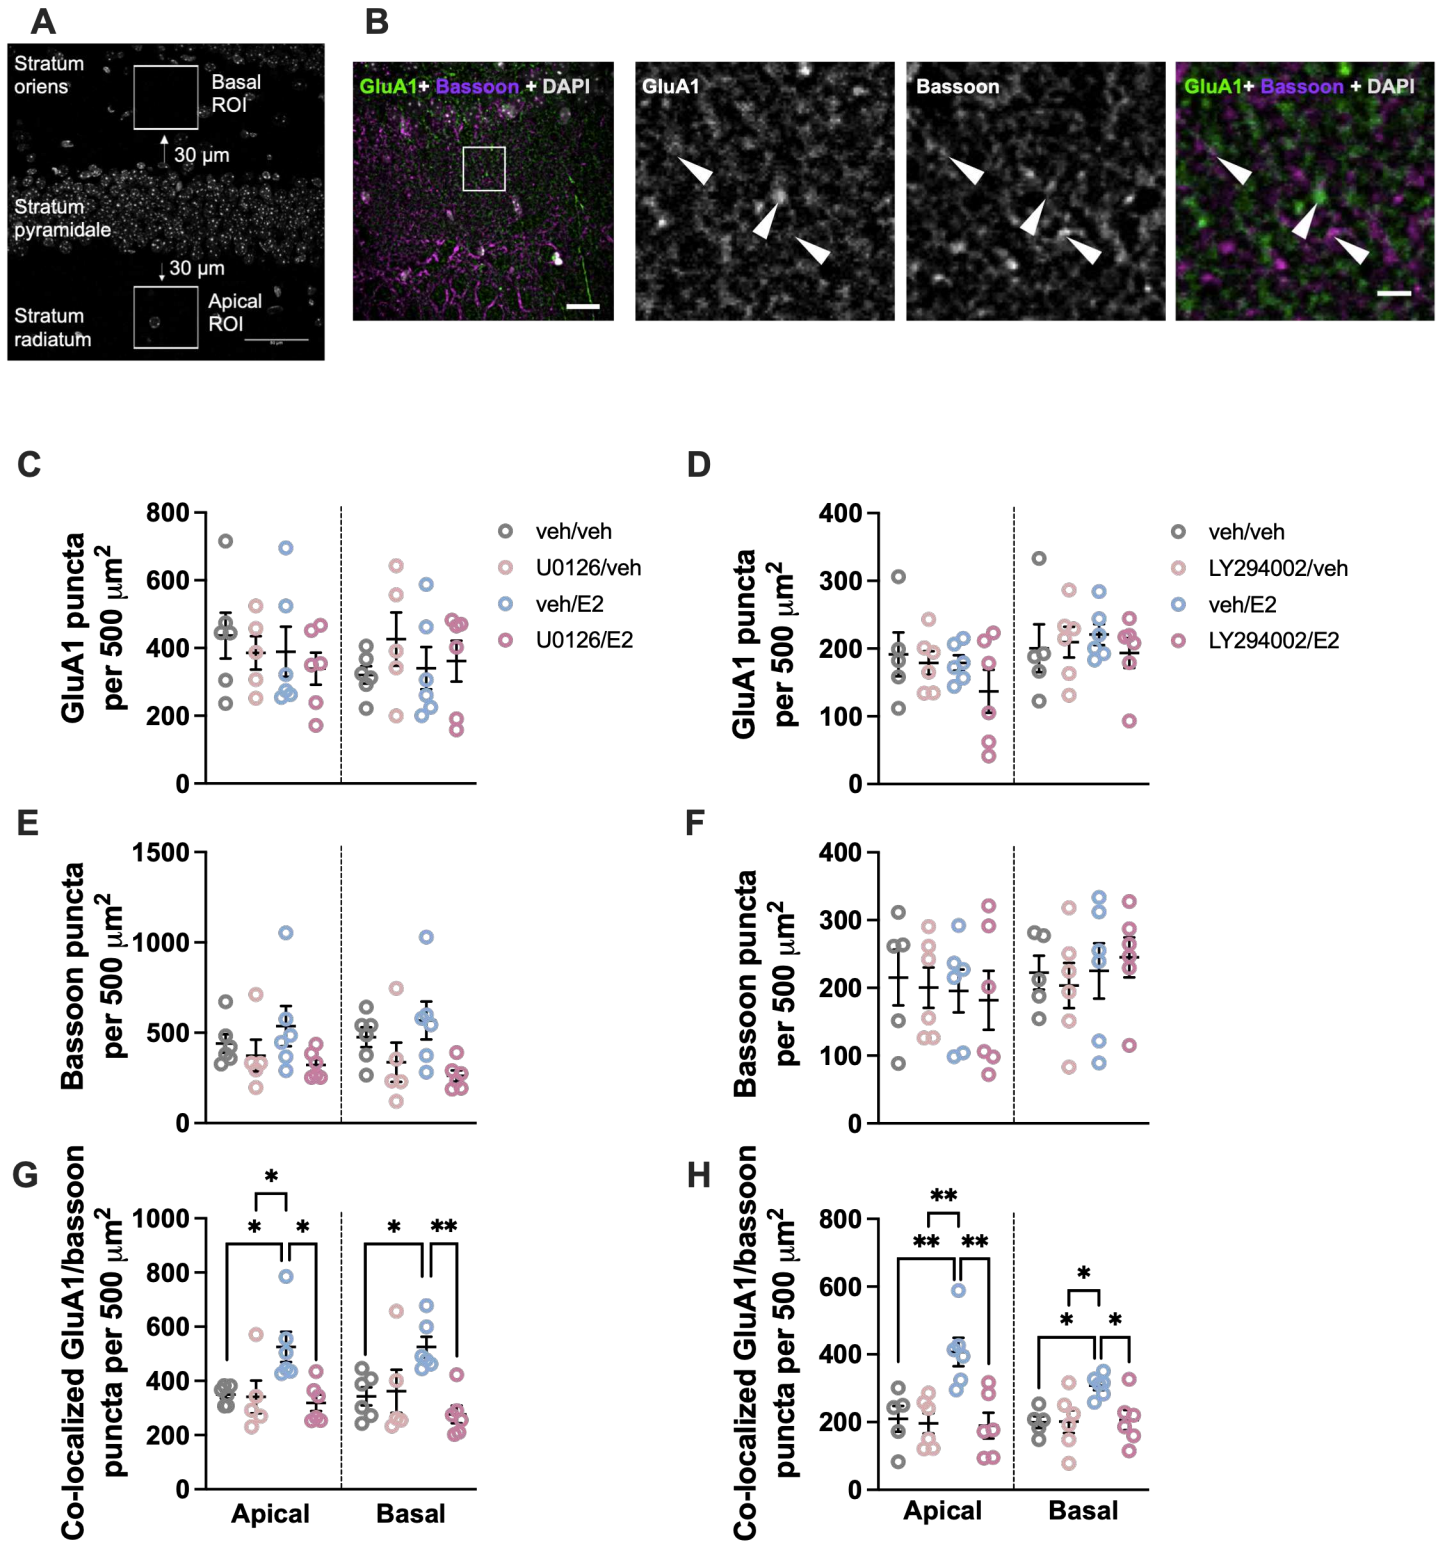 A
Stratum
oriens
Basal
ROI
30 µm
Stratum
pyramidale
30 µm
Apical
ROI
Stratum
radiatum
B
GluA1+ Bassoon + DAPI
GluA1
Bassoon
GluA1+ Bassoon + DAPI
C
GluA1 puncta
per 500 µm²
800
600
400
200
0
veh/veh
U0126/veh
veh/E2
U0126/E2
D
GluA1 puncta
per 500 µm²
400
300
200
100
0
veh/veh
LY294002/veh
veh/E2
LY294002/E2
E
Bassoon puncta
per 500 µm²
1500
1000
500
0
F
Bassoon puncta
per 500 µm²
400
300
200
100
0
G
Co-localized GluA1/bassoon
puncta per 500 µm²
1000
800
600
400
200
0
*
*
*
*
**
Apical
Basal
H
Co-localized GluA1/bassoon
puncta per 500 µm²
800
600
400
200
0
**
**
**
*
*
*
Apical
Basal